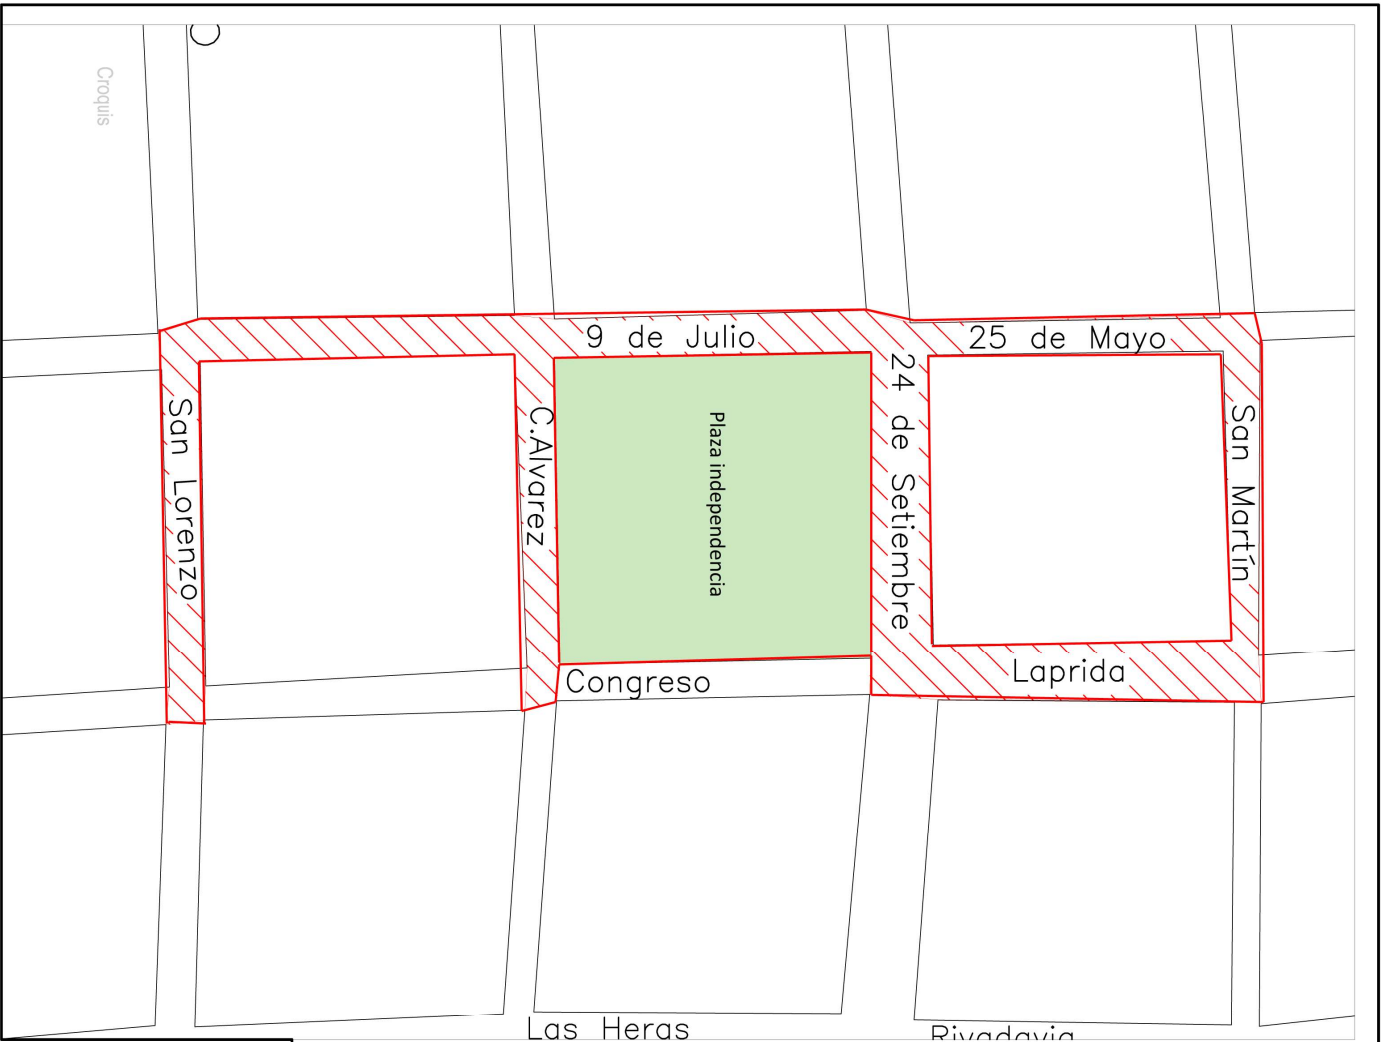 Croquis
9 de Julio
25 de Mayo
San Lorenzo
C.Alvarez
Plaza independencia
24 de Setiembre
San Martín
Congreso
Laprida
Las Heras
Rivadavia